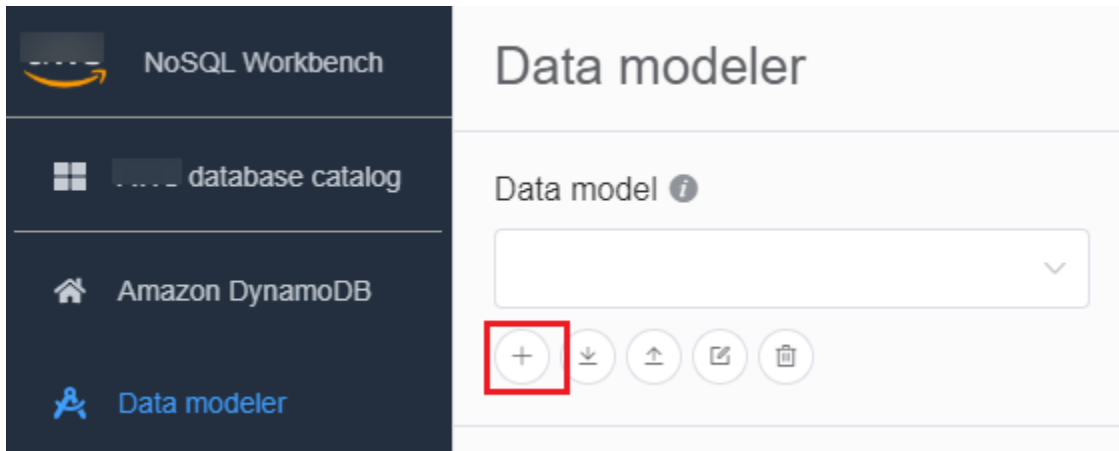 NoSQL Workbench
Data modeler
database catalog
Data model
Amazon DynamoDB
Data modeler